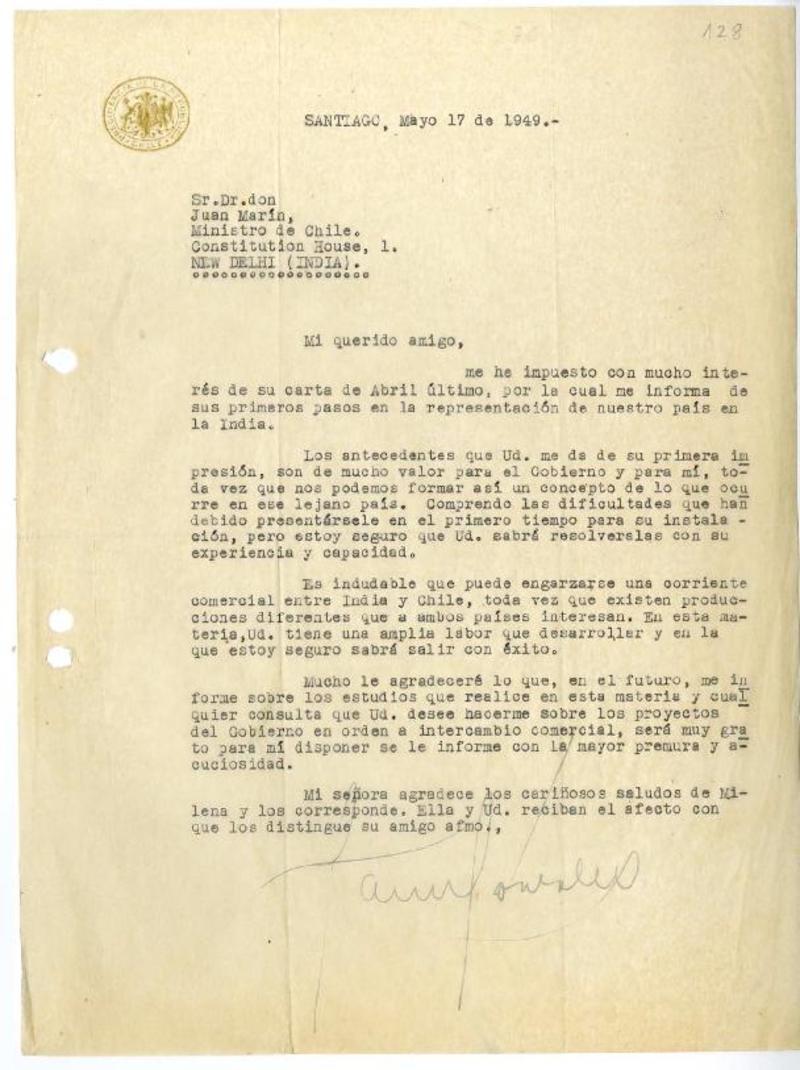 128
PRESIDENCIA DE LA REPUBLICA
CHILE
SANTIAGO, Mayo 17 de 1949.-
Sr.Dr.don
Juan Marín,
Ministro de Chile.
Constitution House, 1.
NEW DELHI (INDIA).
Mi querido amigo,
me he impuesto con mucho inte-
rés de su carta de Abril último, por la cual me informa de
sus primeros pasos en la representación de nuestro país en
la India.
Los antecedentes que Ud. me da de su primera im
presión, son de mucho valor para el Gobierno y para mí, to-
da vez que nos podemos formar así un concepto de lo que ocu
rre en ese lejano país. Comprendo las dificultades que han
debido presentársele en el primer tiempo para su instala -
ción, pero estoy seguro que Ud. sabrá resolverlas con su
experiencia y capacidad.
Es indudable que puede engarzarse una corriente
comercial entre India y Chile, toda vez que existen produc-
ciones diferentes que a ambos países interesan. En esta ma-
teria,Ud. tiene una amplia labor que desarrollar y en la
que estoy seguro sabrá salir con éxito.
Mucho le agradeceré lo que, en el futuro, me in
forme sobre los estudios que realice en esta materia y cual
quier consulta que Ud. desee hacerme sobre los proyectos
del Gobierno en orden a intercambio comercial, será muy gra
to para mí disponer se le informe con la mayor premura y a-
cuciosidad.
Mi señora agradece los cariñosos saludos de Mi-
lena y los corresponde. Ella y Ud. reciban el afecto con
que los distingue su amigo afmo.,